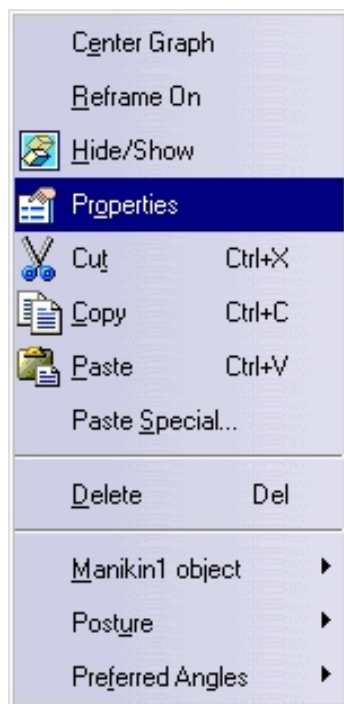 Center Graph
Reframe On
Hide/Show
Properties
Cut Ctrl+X
Copy Ctrl+C
Paste Ctrl+V
Paste Special...
Delete Del
Manikin1 object
Posture
Preferred Angles